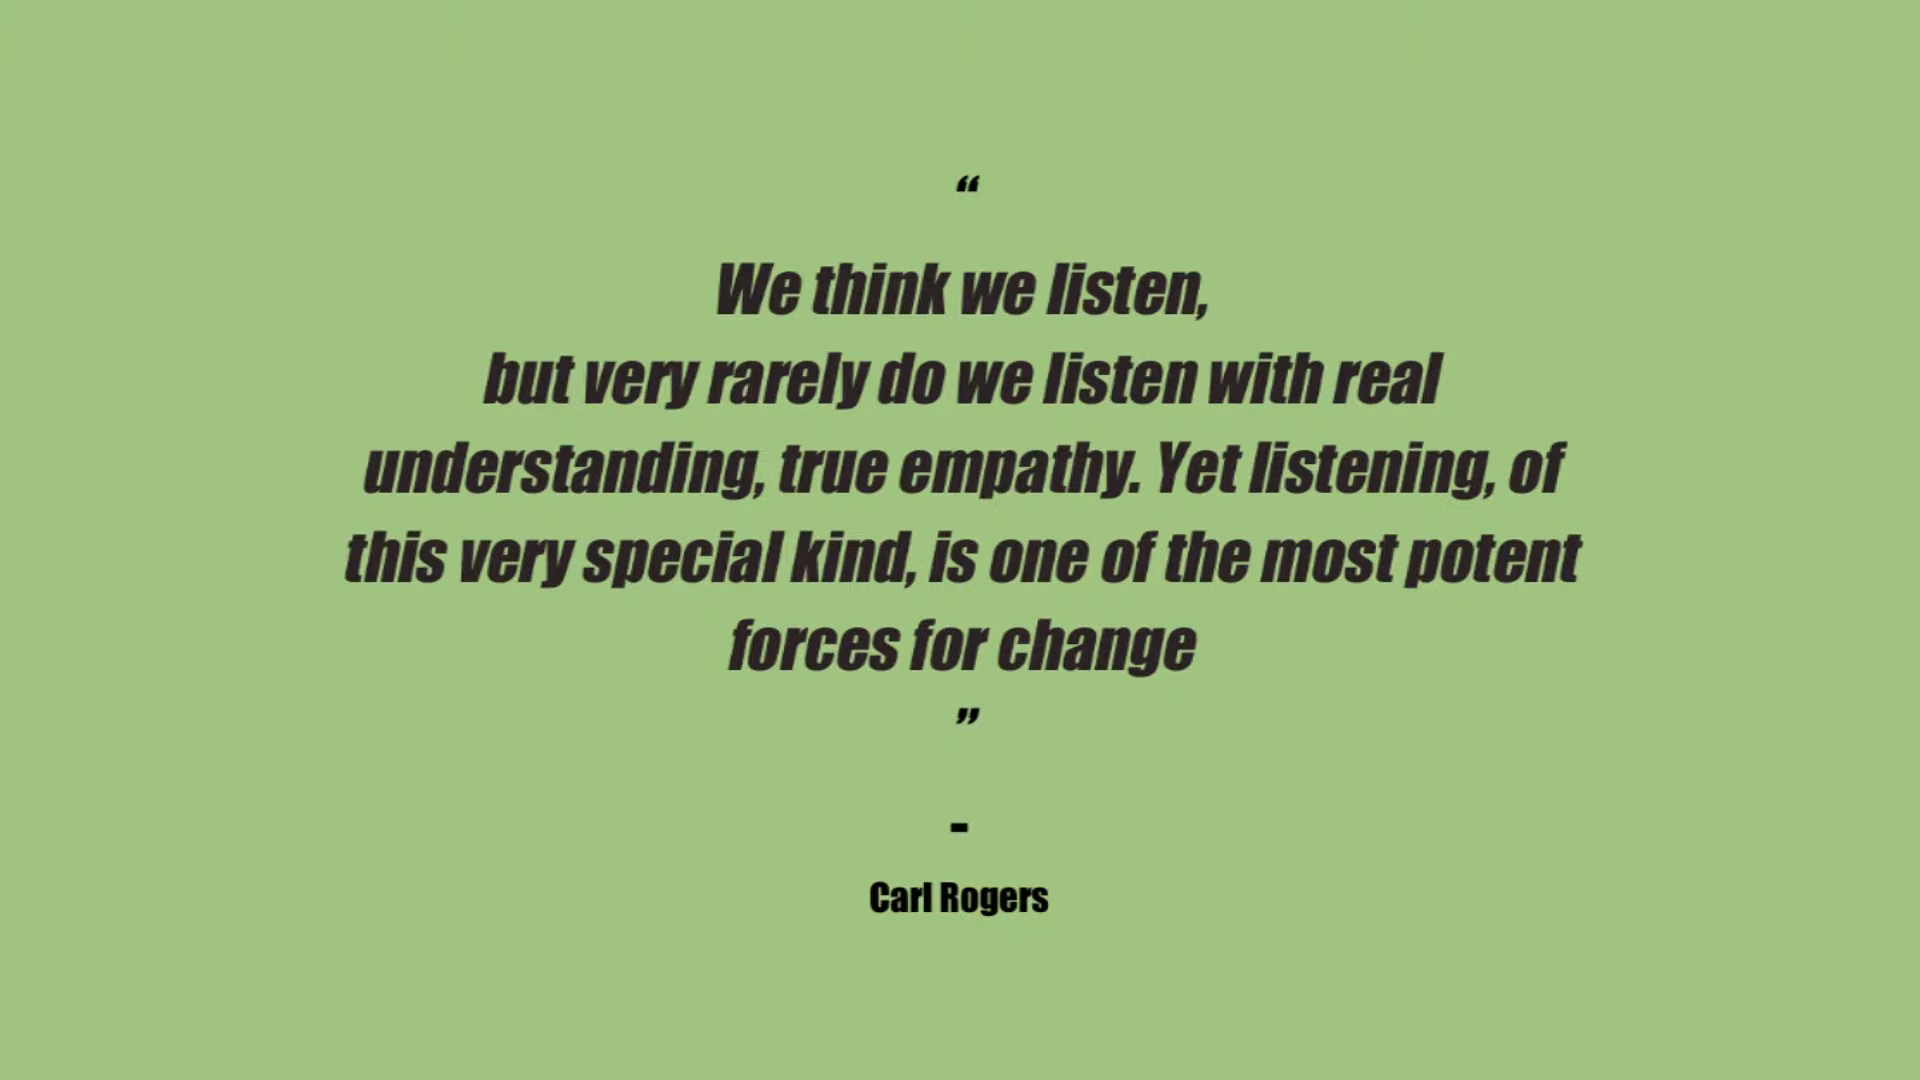 “
We think we listen,
but very rarely do we listen with real
understanding, true empathy. Yet listening, of
this very special kind, is one of the most potent
forces for change
”
-
Carl Rogers